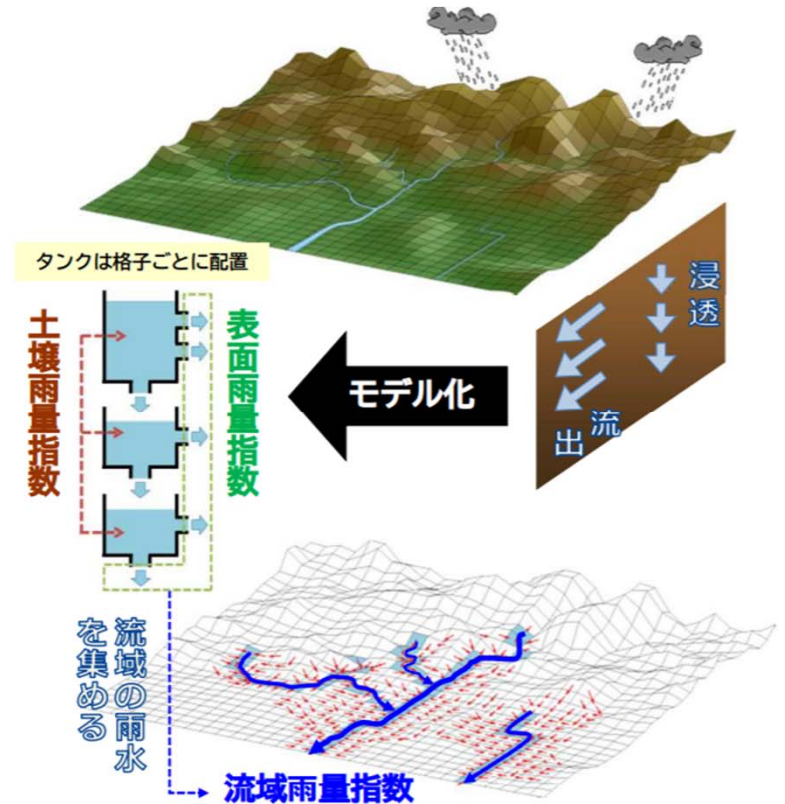 タンクは格子ごとに配置
浸透
流出
モデル化
土壌雨量指数
表面雨量指数
流域の雨水
を集める
流域雨量指数